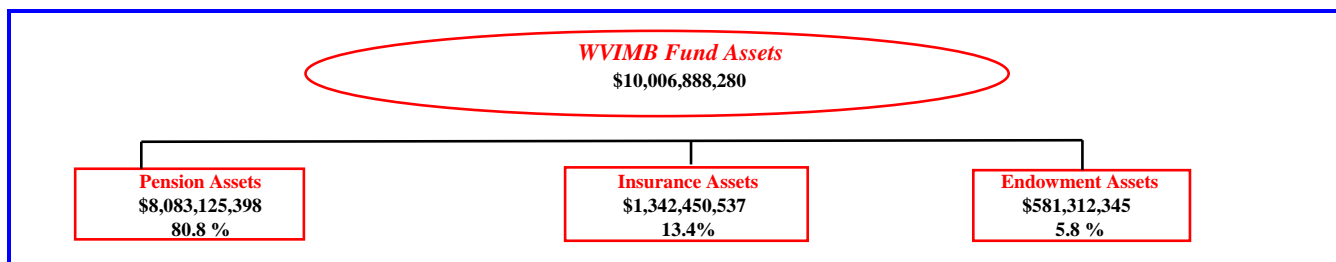 WVIMB Fund Assets
$10,006,888,280
Pension Assets
$8,083,125,398
80.8 %
Insurance Assets
$1,342,450,537
13.4%
Endowment Assets
$581,312,345
5.8 %